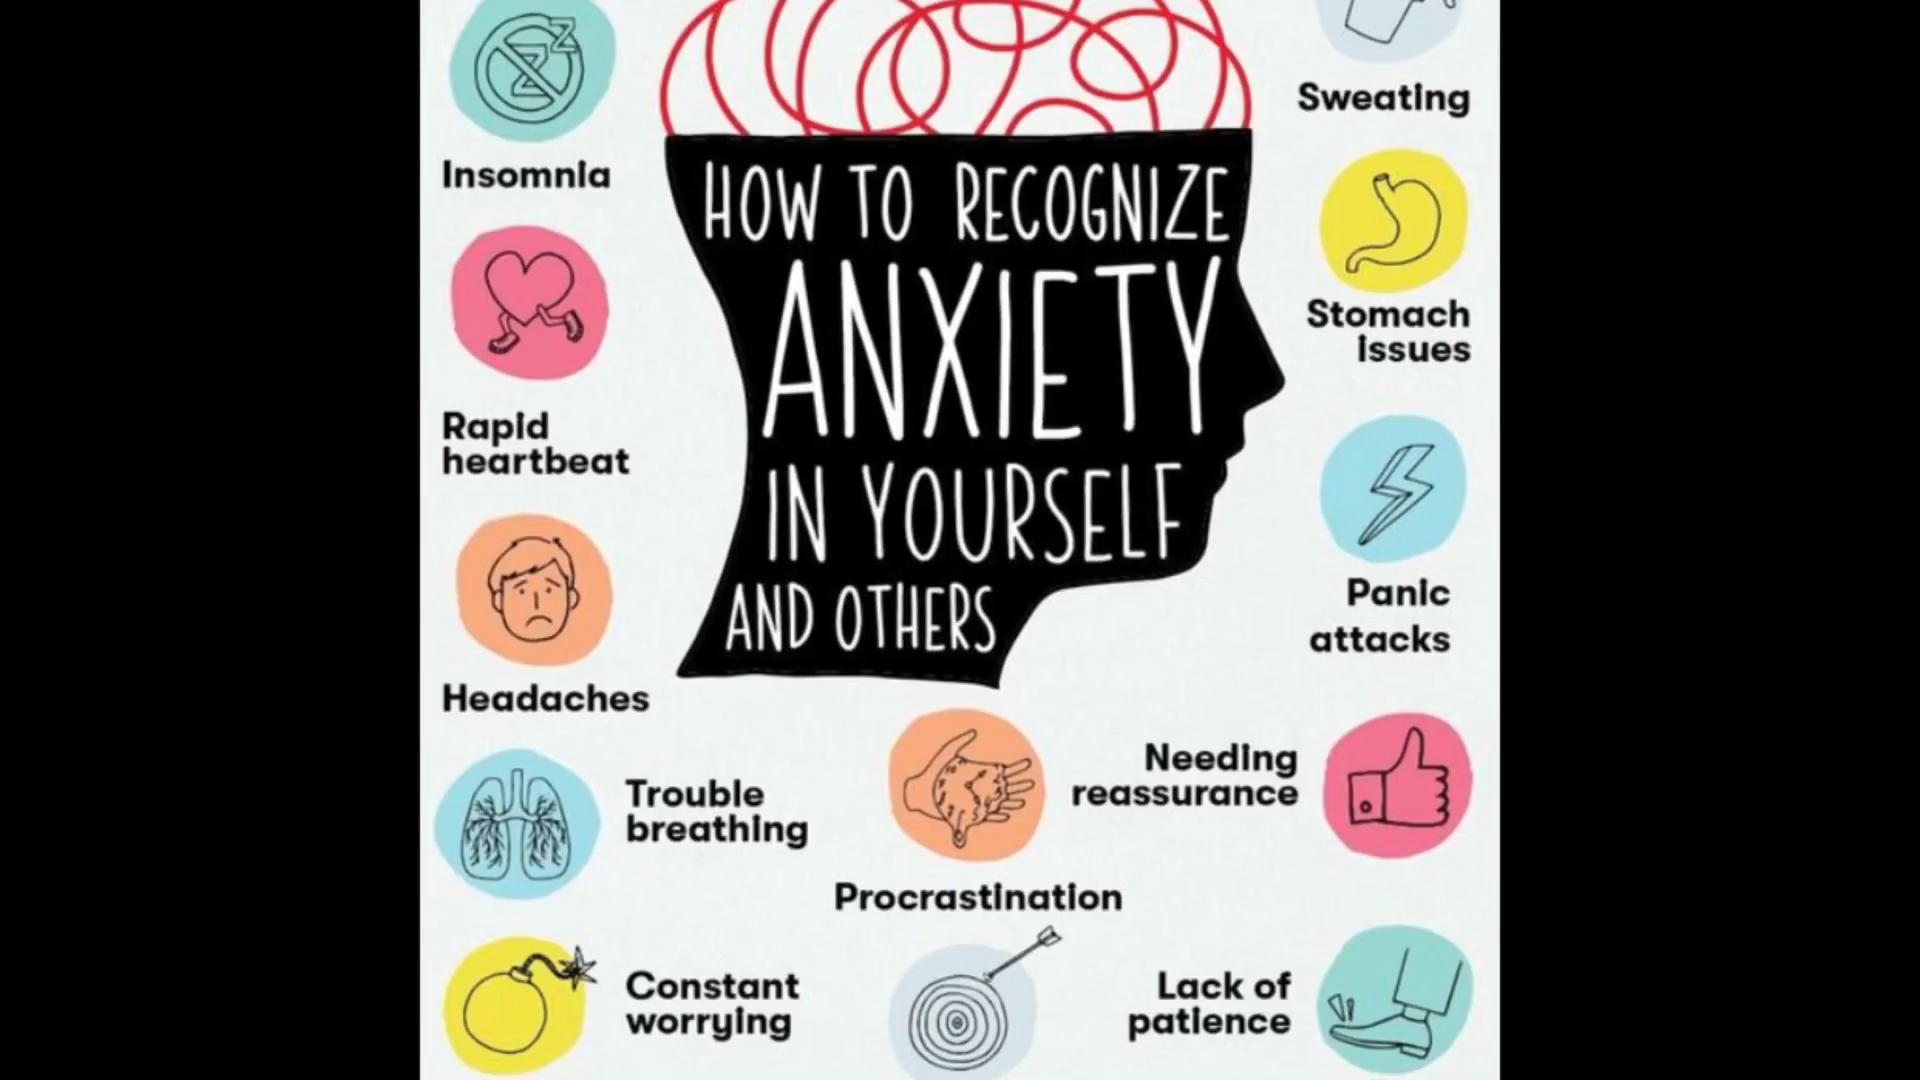 Insomnia
Rapid
heartbeat
Headaches
Trouble
breathing
Constant
worrying
HOW TO RECOGNIZE
ANXIETY
IN YOURSELF
AND OTHERS
Procrastination
Sweating
Stomach
issues
Panic
attacks
Needing
reassurance
Lack of
patience